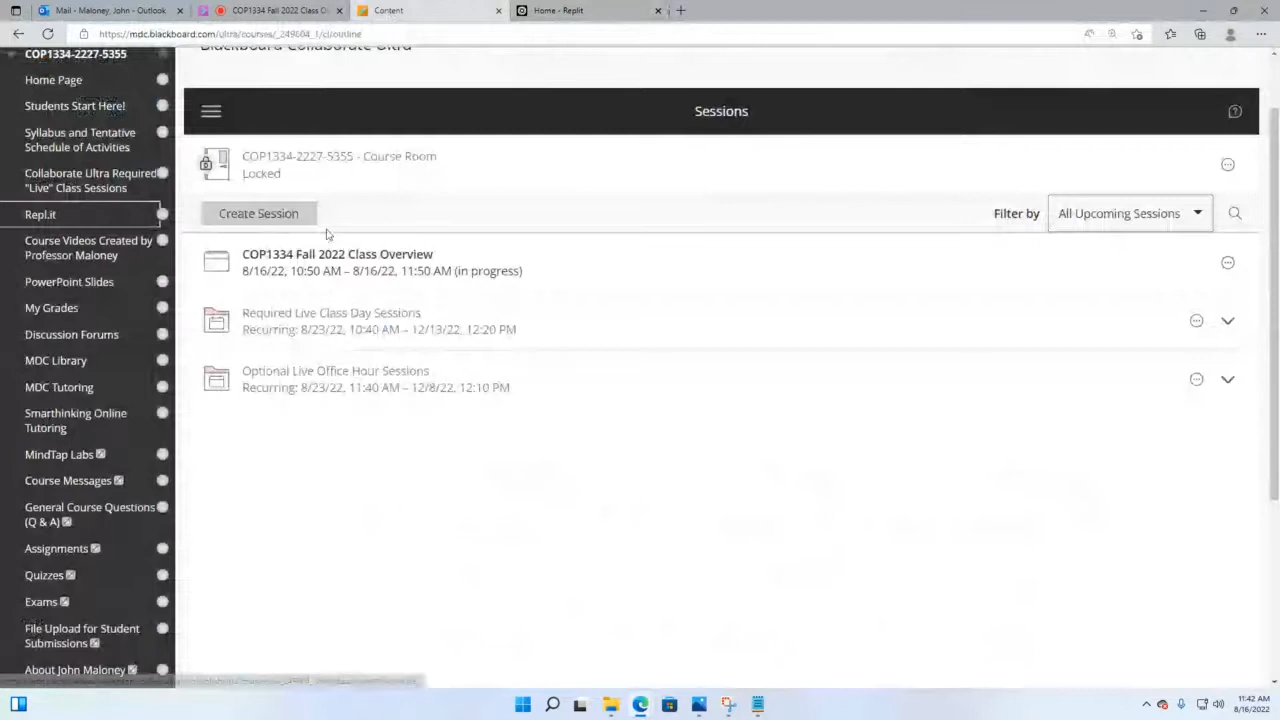 Mail - Maloney, John - Outlook
COP1334 Fall 2022 Class Ov
Content
Home - Replit
https://mdc.blackboard.com/ultra/courses/_249804_1/cl/outline
COP1334-2227-5355
Home Page
Students Start Here!
Syllabus and Tentative
Schedule of Activities
Collaborate Ultra Required
"Live" Class Sessions
Repl.it
Course Videos Created by
Professor Maloney
PowerPoint Slides
My Grades
Discussion Forums
MDC Library
MDC Tutoring
Smarthinking Online
Tutoring
MindTap Labs
Course Messages
General Course Questions
(Q & A)
Assignments
Quizzes
Exams
File Upload for Student
Submissions
About John Maloney
Blackboard Collaborate Ultra
Sessions
COP1334-2227-5355 - Course Room
Locked
Create Session
Filter by
All Upcoming Sessions
COP1334 Fall 2022 Class Overview
8/16/22, 10:50 AM – 8/16/22, 11:50 AM (in progress)
Required Live Class Day Sessions
Recurring: 8/23/22, 10:40 AM – 12/13/22, 12:20 PM
Optional Live Office Hour Sessions
Recurring: 8/23/22, 11:40 AM – 12/8/22, 12:10 PM
11:42 AM
8/16/2022